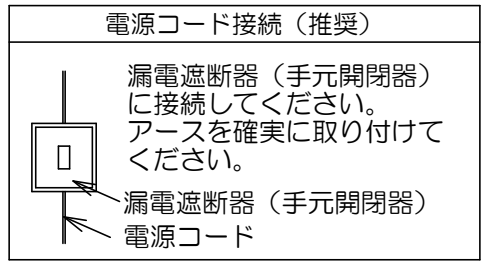 電源コード接続（推奨）
漏電遮断器（手元開閉器）
に接続してください。
アースを確実に取り付けて
ください。
漏電遮断器（手元開閉器）
電源コード